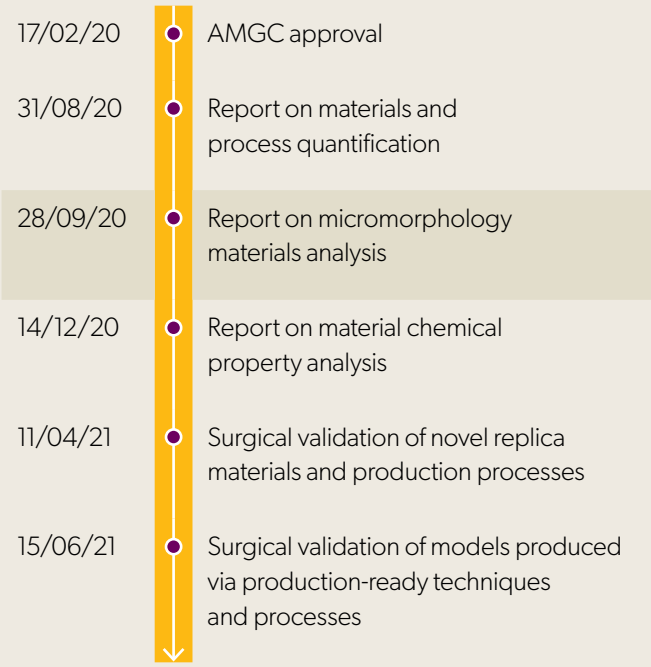 17/02/20 AMGC approval
31/08/20 Report on materials and
process quantification
28/09/20 Report on micromorphology
materials analysis
14/12/20 Report on material chemical
property analysis
11/04/21 Surgical validation of novel replica
materials and production processes
15/06/21 Surgical validation of models produced
via production-ready techniques
and processes